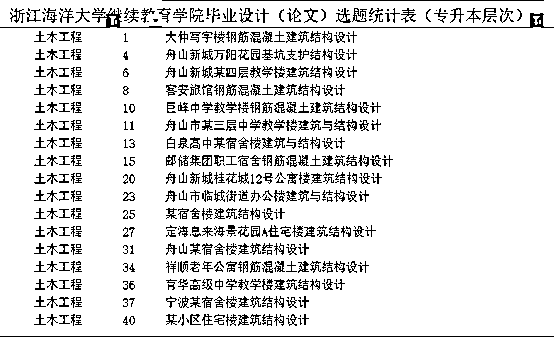 浙江海洋大学继续教育学院毕业设计（论文）选题统计表（专升本层次）
土木工程 1 大仲写字楼钢筋混凝土建筑结构设计
土木工程 4 舟山新城万阳花园基坑支护结构设计
土木工程 6 舟山新城某四层教学楼建筑结构设计
土木工程 8 客安旅馆钢筋混凝土建筑结构设计
土木工程 10 巨峰中学教学楼钢筋混凝土建筑结构设计
土木工程 11 舟山市某三层中学教学楼建筑与结构设计
土木工程 13 白泉高中某宿舍楼建筑与结构设计
土木工程 15 邮储集团职工宿舍钢筋混凝土建筑结构设计
土木工程 20 舟山新城桂花城12号公寓楼建筑结构设计
土木工程 23 舟山市临城街道办公楼建筑与结构设计
土木工程 25 某宿舍楼建筑结构设计
土木工程 27 定海息来海景花园A住宅楼建筑结构设计
土木工程 31 舟山某宿舍楼建筑结构设计
土木工程 34 祥顺老年公寓钢筋混凝土建筑结构设计
土木工程 36 育华高级中学教学楼建筑结构设计
土木工程 37 宁波某宿舍楼建筑结构设计
土木工程 40 某小区住宅楼建筑结构设计